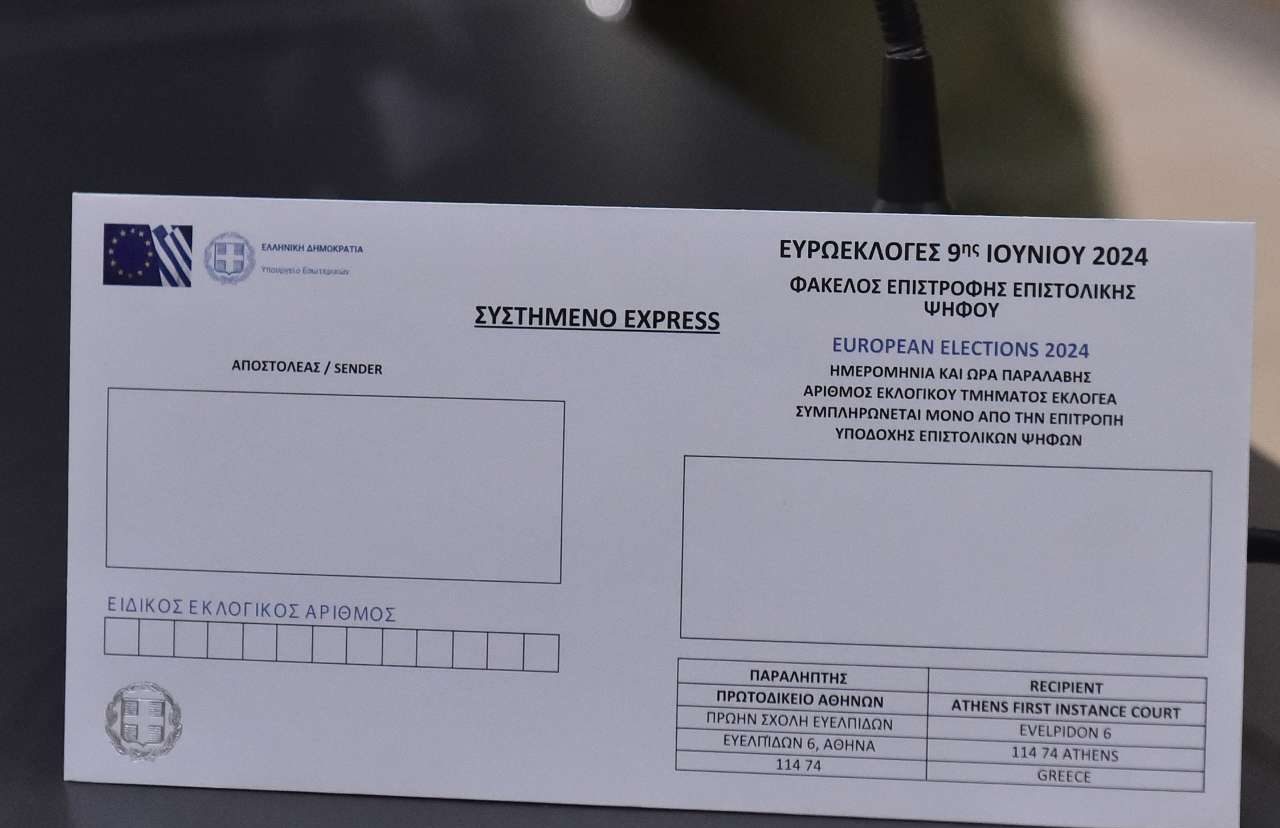 ΕΛΛΗΝΙΚΗ ΔΗΜΟΚΡΑΤΙΑ
Υπουργείο Εσωτερικών
ΣΥΣΤΗΜΕΝΟ EXPRESS
ΕΥΡΩΕΚΛΟΓΕΣ 9ης ΙΟΥΝΙΟΥ 2024
ΦΑΚΕΛΟΣ ΕΠΙΣΤΡΟΦΗΣ ΕΠΙΣΤΟΛΙΚΗΣ
ΨΗΦΟΥ
EUROPEAN ELECTIONS 2024
ΗΜΕΡΟΜΗΝΙΑ ΚΑΙ ΩΡΑ ΠΑΡΑΛΑΒΗΣ
ΑΡΙΘΜΟΣ ΕΚΛΟΓΙΚΟΥ ΤΜΗΜΑΤΟΣ ΕΚΛΟΓΕΑ
ΣΥΜΠΛΗΡΩΝΕΤΑΙ ΜΟΝΟ ΑΠΟ ΤΗΝ ΕΠΙΤΡΟΠΗ
ΥΠΟΔΟΧΗΣ ΕΠΙΣΤΟΛΙΚΩΝ ΨΗΦΩΝ
ΑΠΟΣΤΟΛΕΑΣ / SENDER
ΕΙΔΙΚΟΣ ΕΚΛΟΓΙΚΟΣ ΑΡΙΘΜΟΣ
ΠΑΡΑΛΗΠΤΗΣ
ΠΡΩΤΟΔΙΚΕΙΟ ΑΘΗΝΩΝ
ΠΡΩΗΝ ΣΧΟΛΗ ΕΥΕΛΠΙΔΩΝ
ΕΥΕΛΠΙΔΩΝ 6, ΑΘΗΝΑ
114 74
RECIPIENT
ATHENS FIRST INSTANCE COURT
EVELPIDON 6
114 74 ATHENS
GREECE